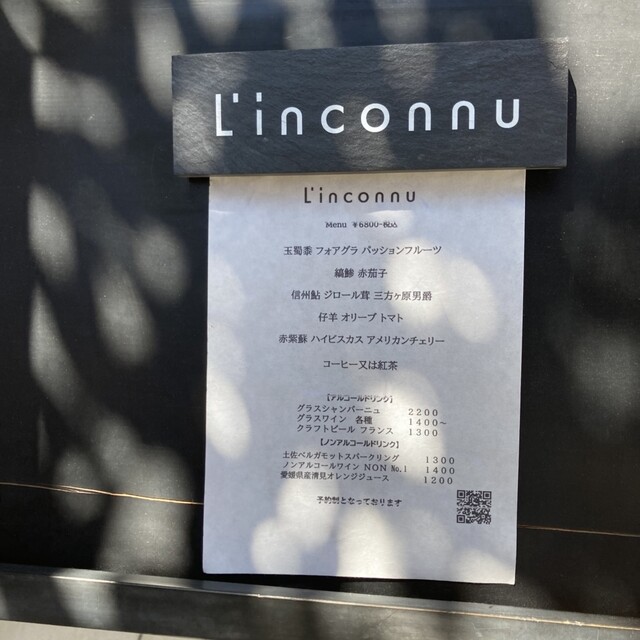 L'inconnu
L'inconnu
Menu ￥6800-税込
玉蜀黍 フォアグラ パッションフルーツ
縞鯵 赤茄子
信州鮎 ジロール茸 三方ヶ原男爵
仔羊 オリーブ トマト
赤紫蘇 ハイビスカス アメリカンチェリー
コーヒー又は紅茶
【アルコールドリンク】
グラスシャンパーニュ 2200
グラスワイン 各種 1400~
クラフトビール フランス 1300
【ノンアルコールドリンク】
土佐ベルガモットスパークリング 1300
ノンアルコールワイン NON No.1 1400
愛媛県産清見オレンジジュース 1200
予約制となっております